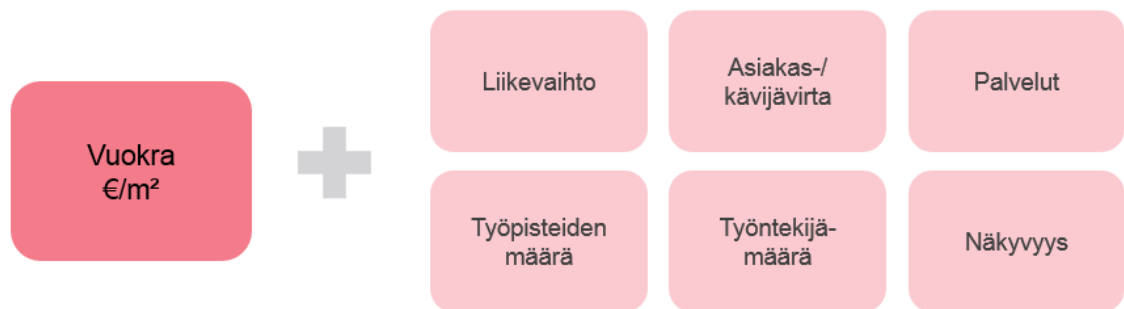 Vuokra
€/m²
Liikevaihto
Asiakas-/
kävijävirta
Palvelut
Työpisteiden
määrä
Työntekijä-
määrä
Näkyvyys